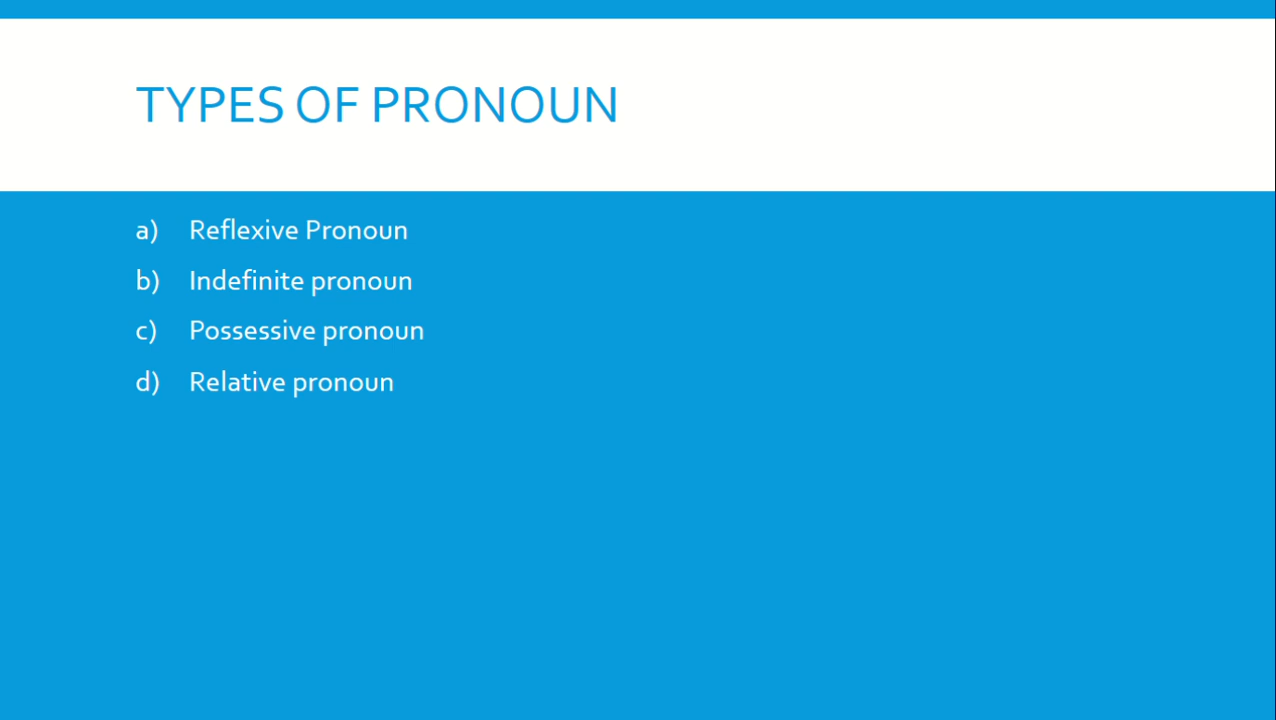 TYPES OF PRONOUN
a) Reflexive Pronoun
b) Indefinite pronoun
c) Possessive pronoun
d) Relative pronoun